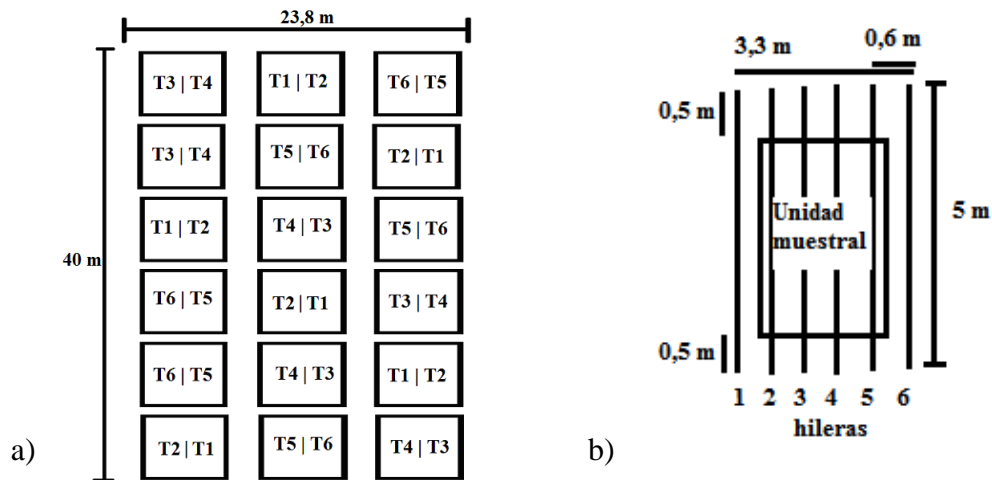 23,8 m
40 m
T3 | T4
T1 | T2
T6 | T5
T3 | T4
T5 | T6
T2 | T1
T1 | T2
T4 | T3
T5 | T6
T6 | T5
T2 | T1
T3 | T4
T6 | T5
T4 | T3
T1 | T2
T2 | T1
T5 | T6
T4 | T3
a)
3,3 m
0,6 m
0,5 m
Unidad
muestral
5 m
0,5 m
1 2 3 4 5 6
hileras
b)